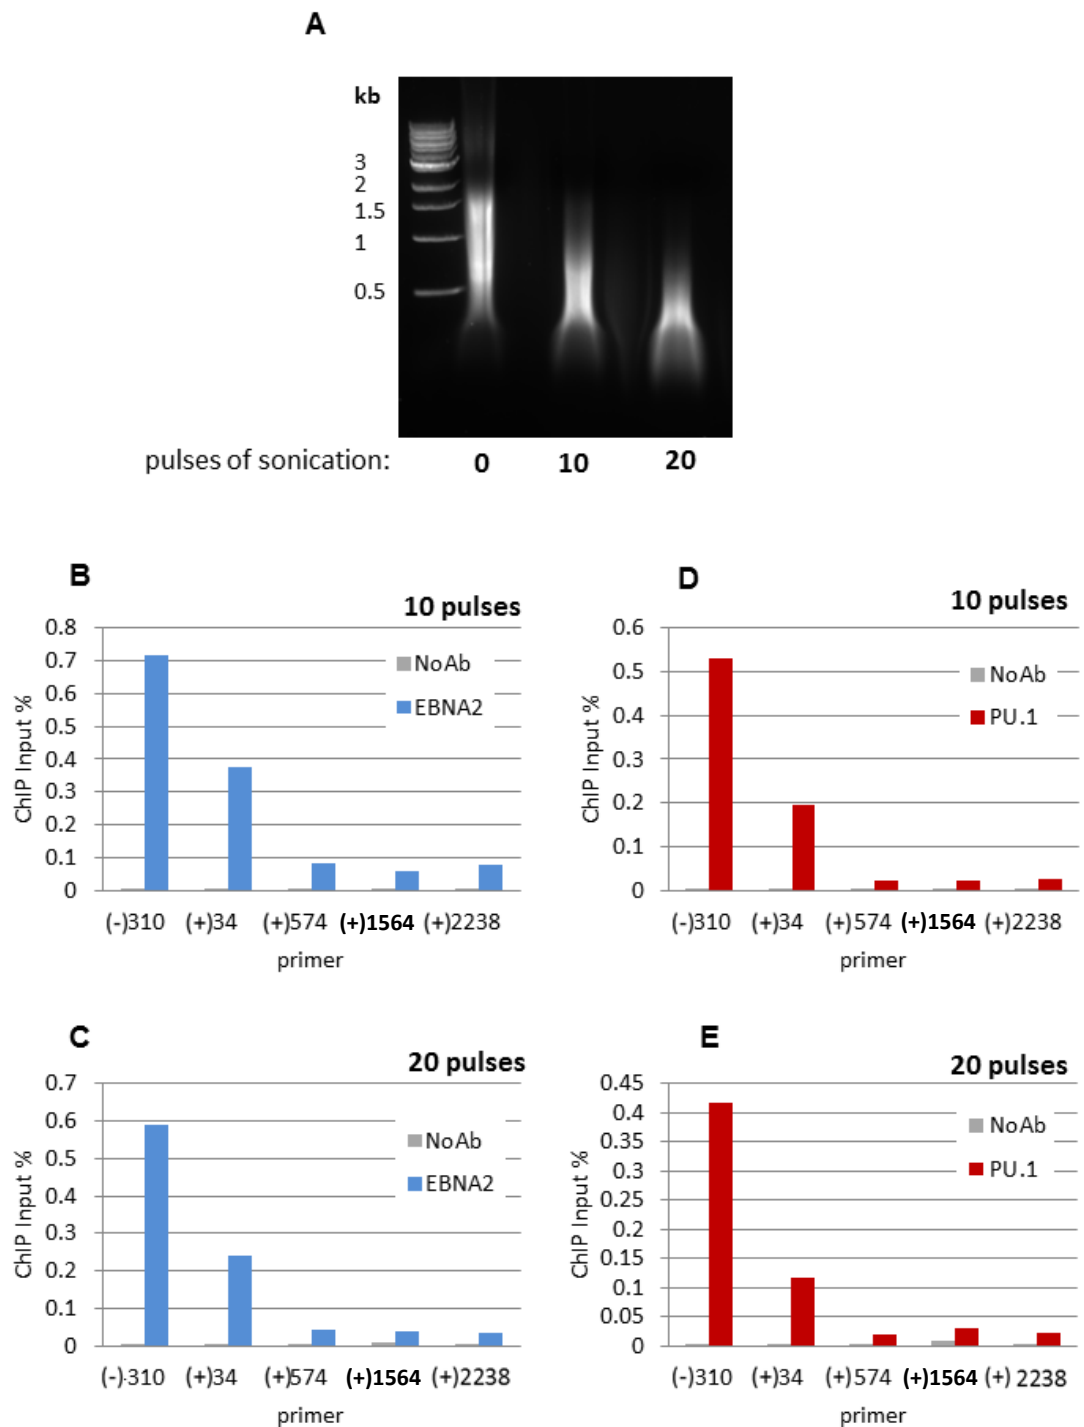 A
kb
3
2
1.5
1
0.5
pulses of sonication: 0 10 20
B
10 pulses
0.8
0.7
0.6
0.5
0.4
0.3
0.2
0.1
0
ChIP Input %
NoAb
EBNA2
(-)310 (+)34 (+)574 (+)1564 (+)2238
primer
D
10 pulses
0.6
0.5
0.4
0.3
0.2
0.1
0
ChIP Input %
NoAb
PU.1
(-)310 (+)34 (+)574 (+)1564 (+)2238
primer
C
20 pulses
0.7
0.6
0.5
0.4
0.3
0.2
0.1
0
ChIP Input %
NoAb
EBNA2
(-)310 (+)34 (+)574 (+)1564 (+)2238
primer
E
20 pulses
0.45
0.4
0.35
0.3
0.25
0.2
0.15
0.1
0.05
0
ChIP Input %
NoAb
PU.1
(-)310 (+)34 (+)574 (+)1564 (+) 2238
primer